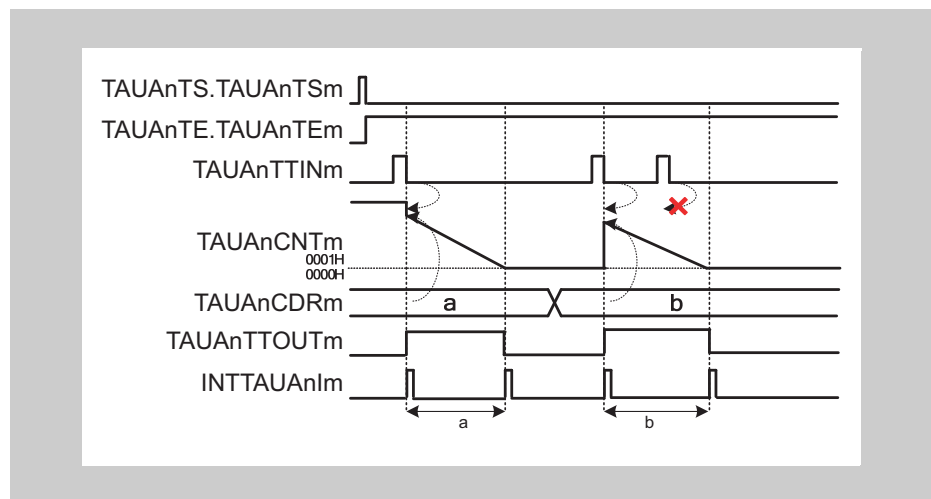 TAUAnTS.TAUAnTSm
TAUAnTE.TAUAnTEm
TAUAnTTINm
TAUAnCNTm
0001H
0000H
TAUAnCDRm
a
b
TAUAnTTOUTm
INTTAUAnIm
a
b